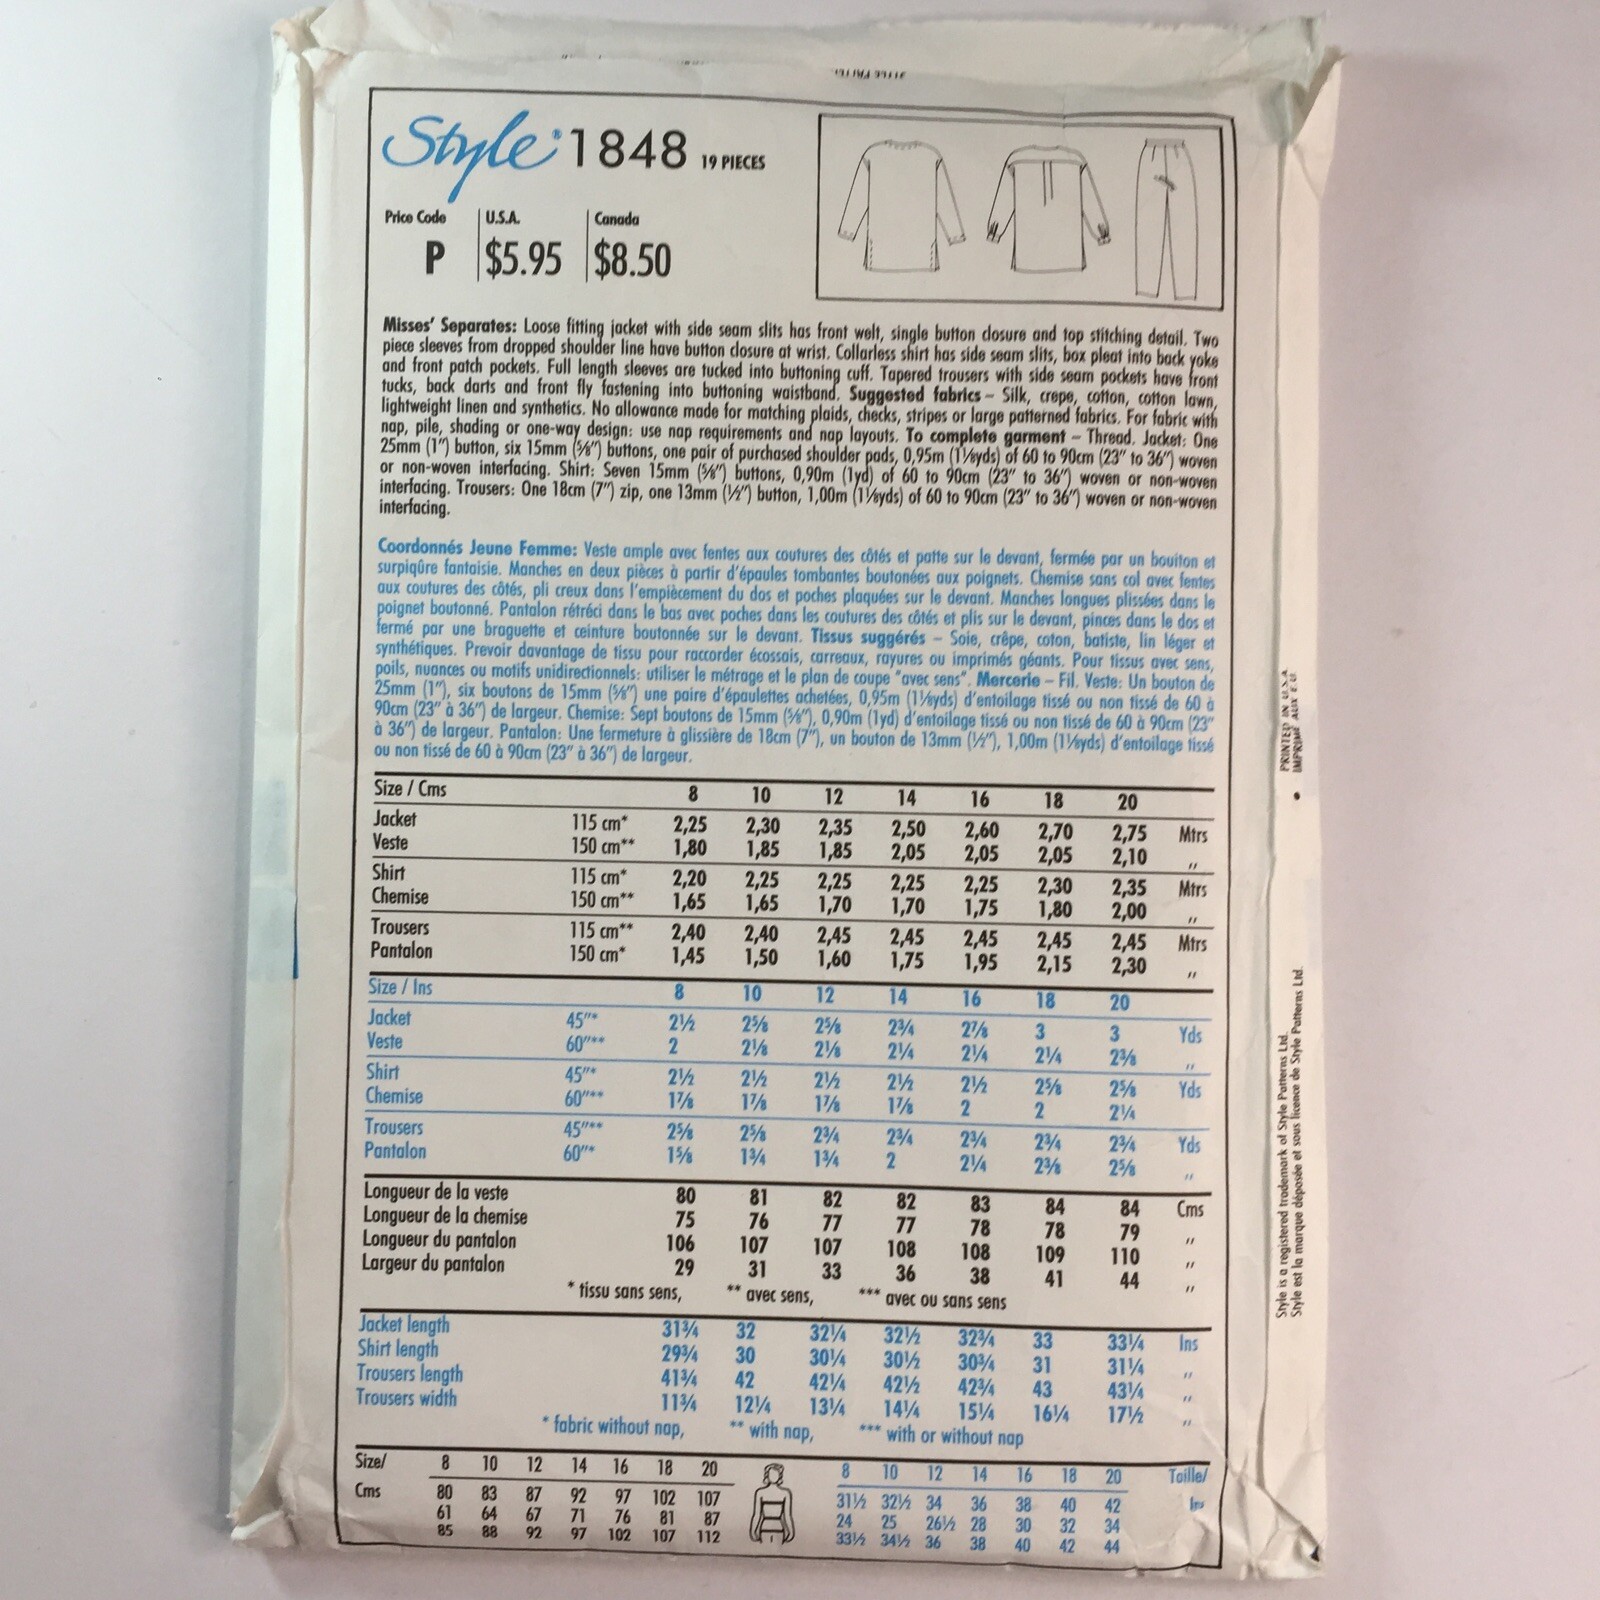 Style® 1848 19 PIECES
Price Code U.S.A. Canada
P $5.95 $8.50
Misses' Separates: Loose fitting jacket with side seam slits has front welt, single button closure and top stitching detail. Two
piece sleeves from dropped shoulder line have button closure at wrist. Collarless shirt has side seam slits, box pleat into back yoke
and front patch pockets. Full length sleeves are tucked into buttoning cuff. Tapered trousers with side seam pockets have front
tucks, back darts and front fly fastening into buttoning waistband. Suggested fabrics – Silk, crepe, cotton, cotton lawn,
lightweight linen and synthetics. No allowance made for matching plaids, checks, stripes or large patterned fabrics. For fabric with
nap, pile, shading or one-way design: use nap requirements and nap layouts. To complete garment – Thread. Jacket: One
25mm (1″) button, six 15mm (⅝″) buttons, one pair of purchased shoulder pads, 0,95m (1⅛yds) of 60 to 90cm (23″ to 36″) woven
or non-woven interfacing. Shirt: Seven 15mm (⅝″) buttons, 0,90m (1yd) of 60 to 90cm (23″ to 36″) woven or non-woven
interfacing. Trousers: One 18cm (7″) zip, one 13mm (½″) button, 1,00m (1⅛yds) of 60 to 90cm (23″ to 36″) woven or non-woven
interfacing.
Coordonnés Jeune Femme: Veste ample avec fentes aux coutures des côtés et patte sur le devant, fermée par un bouiton et
surpiqûre fantaisie. Manches en deux pièces à partir d'épaules tombantes boutonées aux poignets. Chemise sans col avec fentes
aux coutures des côtés, pli creux dans l'empiècement du dos et poches plaquées sur le devant. Manches longues plissées dans le
poignet boutonné. Pantalon rétréci dans le bas avec poches dans les coutures des côtés et plis sur le devant, pinces dans le dos et
fermé par une braguette et ceinture boutonnée sur le devant. Tissus suggérés – Soie, crêpe, coton, batiste, lin léger et
synthétiques. Prevoir davantage de tissu pour raccorder écossais, carreaux, rayures ou imprimés géants. Pour tissus avec sens,
poils, nuances ou motifs unidirectionnels: utiliser le métrage et le plan de coupe "avec sens". Mercerie – Fil. Veste: Un bouton de
25mm (1″), six boutons de 15mm (⅝″) une paire d'épaulettes achetées, 0,95m (1⅛yds) d'entoilage tissé ou non tissé de 60 à
90cm (23″ à 36″) de largeur. Chemise: Sept boutons de 15mm (⅝″), 0,90m (1yd) d'entoilage tissé ou non tissé de 60 à 90cm (23″
à 36″) de largeur. Pantalon: Une fermeture à glissière de 18cm (7″), un bouton de 13mm (½″), 1,00m (1⅛yds) d'entoilage tissé
ou non tissé de 60 à 90cm (23″ à 36″) de largeur.
Size / Cms 8 10 12 14 16 18 20
Jacket 115 cm* 2,25 2,30 2,35 2,50 2,60 2,70 2,75 Mtrs
Veste 150 cm** 1,80 1,85 1,85 2,05 2,05 2,05 2,10 ″
Shirt 115 cm* 2,20 2,25 2,25 2,25 2,25 2,30 2,35 Mtrs
Chemise 150 cm** 1,65 1,65 1,70 1,70 1,75 1,80 2,00 ″
Trousers 115 cm** 2,40 2,40 2,45 2,45 2,45 2,45 2,45 Mtrs
Pantalon 150 cm* 1,45 1,50 1,60 1,75 1,95 2,15 2,30 ″
Size / Ins 8 10 12 14 16 18 20
Jacket 45″* 2½ 2⅝ 2⅝ 2¾ 2⅞ 3 3 Yds
Veste 60″** 2 2⅛ 2⅛ 2¼ 2¼ 2¼ 2⅜ ″
Shirt 45″* 2½ 2½ 2½ 2½ 2½ 2⅝ 2⅝ Yds
Chemise 60″** 1⅞ 1⅞ 1⅞ 1⅞ 2 2 2¼
Trousers 45″** 2⅝ 2⅝ 2¾ 2¾ 2¾ 2¾ 2¾ Yds
Pantalon 60″* 1⅝ 1¾ 1¾ 2 2¼ 2⅜ 2⅝ ″
Longueur de la veste 80 81 82 82 83 84 84 Cms
Longueur de la chemise 75 76 77 77 78 78 79 ″
Longueur du pantalon 106 107 107 108 108 109 110 ″
Largeur du pantalon 29 31 33 36 38 41 44 ″
* tissu sans sens, ** avec sens, *** avec ou sans sens
Jacket length 31¾ 32 32¼ 32½ 32¾ 33 33¼ Ins
Shirt length 29¾ 30 30¼ 30½ 30¾ 31 31¼ ″
Trousers length 41¾ 42 42¼ 42½ 42¾ 43 43¼ ″
Trousers width 11¾ 12¼ 13¼ 14¼ 15¼ 16¼ 17½ ″
* fabric without nap, ** with nap, *** with or without nap
Size/ 8 10 12 14 16 18 20 8 10 12 14 16 18 20 Taille/
Cms 80 83 87 92 97 102 107 31½ 32½ 34 36 38 40 42
61 64 67 71 76 81 87 24 25 26½ 28 30 32 34
85 88 92 97 102 107 112 33½ 34½ 36 38 40 42 44
PRINTED IN U.S.A.
IMPRIMÉ AUX E.U.
Style is a registered trademark of Style Patterns Ltd.
Style est la marque déposée et sous licence de Style Patterns Ltd.